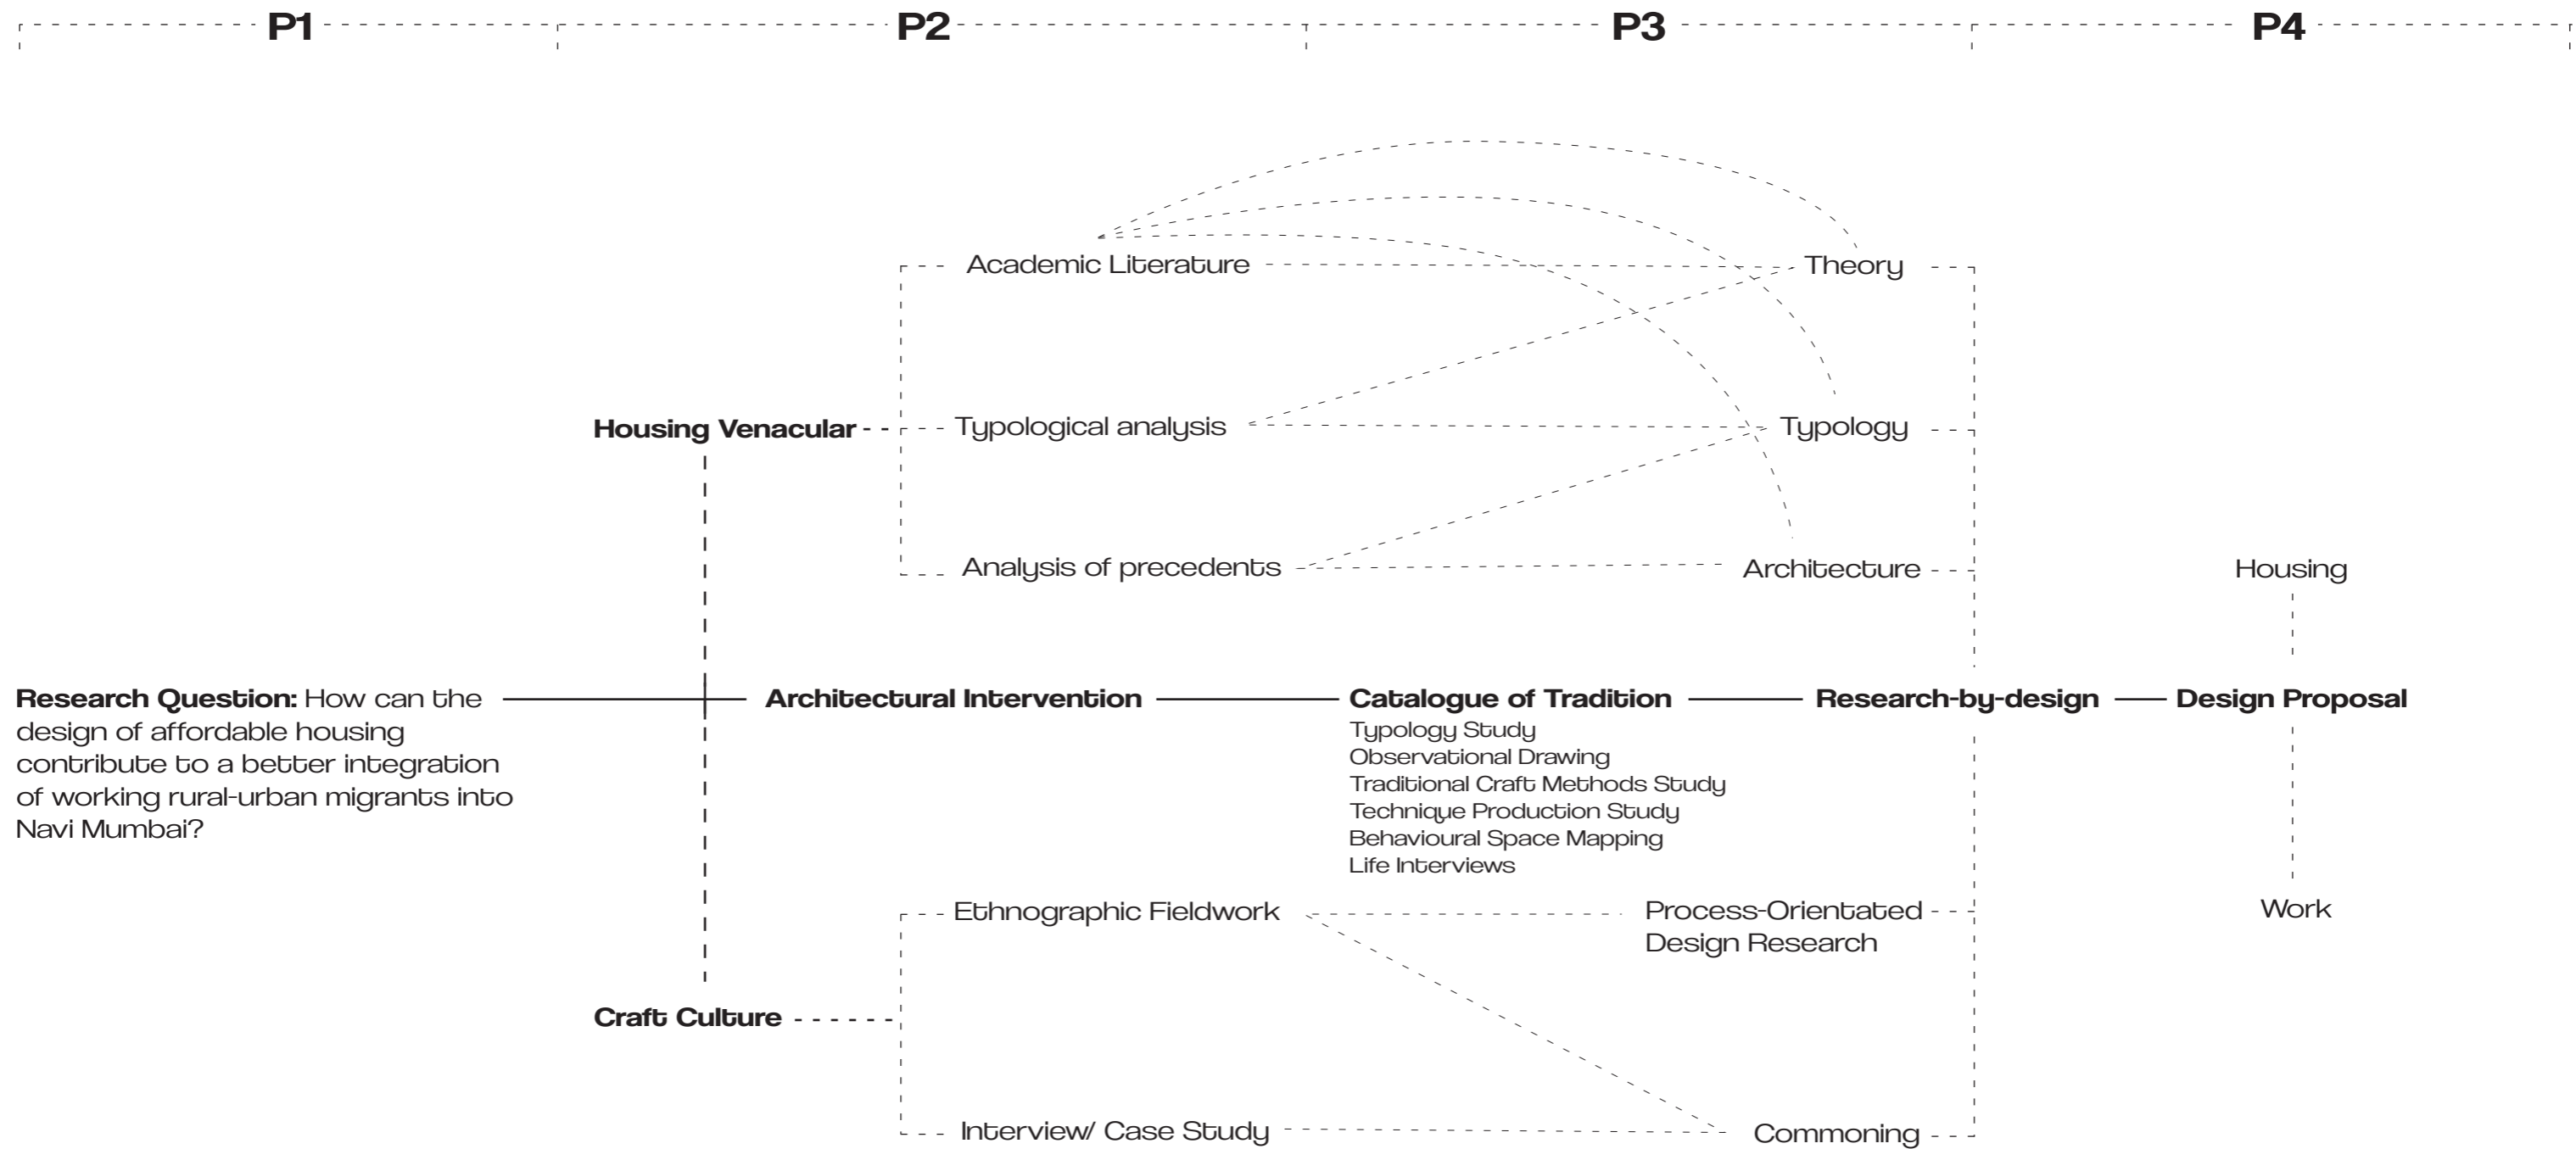 P1
P2
P3
P4
Academic Literature
Theory
Housing Venacular
Typological analysis
Typology
Analysis of precedents
Architecture
Housing
Research Question: How can the
design of affordable housing
contribute to a better integration
of working rural-urban migrants into
Navi Mumbai?
Architectural Intervention
Catalogue of Tradition
Typology Study
Observational Drawing
Traditional Craft Methods Study
Technique Production Study
Behavioural Space Mapping
Life Interviews
Research-by-design
Design Proposal
Ethnographic Fieldwork
Process-Orientated
Design Research
Work
Craft Culture
Interview/ Case Study
Commoning